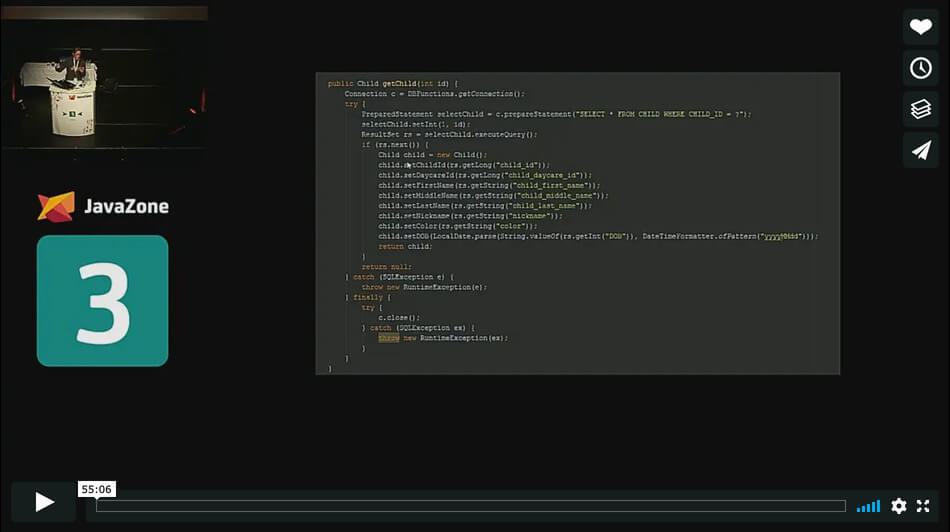 public Child getChild(int id) {
Connection c = DBFunctions.getConnection();
try {
PreparedStatement selectChild = c.prepareStatement("SELECT * FROM CHILD WHERE CHILD_ID = ?");
selectChild.setInt(1, id);
ResultSet rs = selectChild.executeQuery();
if (rs.next()) {
Child child = new Child();
child.setChildId(rs.getLong("child_id"));
child.setDaycareId(rs.getLong("child_daycare_id"));
child.setFirstName(rs.getString("child_first_name"));
child.setMiddleName(rs.getString("child_middle_name"));
child.setLastName(rs.getString("child_last_name"));
child.setNickname(rs.getString("nickname"));
child.setColor(rs.getString("color"));
child.setDOB(LocalDate.parse(String.valueOf(rs.getInt("DOB")), DateTimeFormatter.ofPattern("yyyyMMdd")));
return child;
}
return null;
} catch (SQLException e) {
throw new RuntimeException(e);
} finally {
try {
c.close();
} catch (SQLException ex) {
throw new RuntimeException(ex);
}
}
}
JavaZone
3
55:06